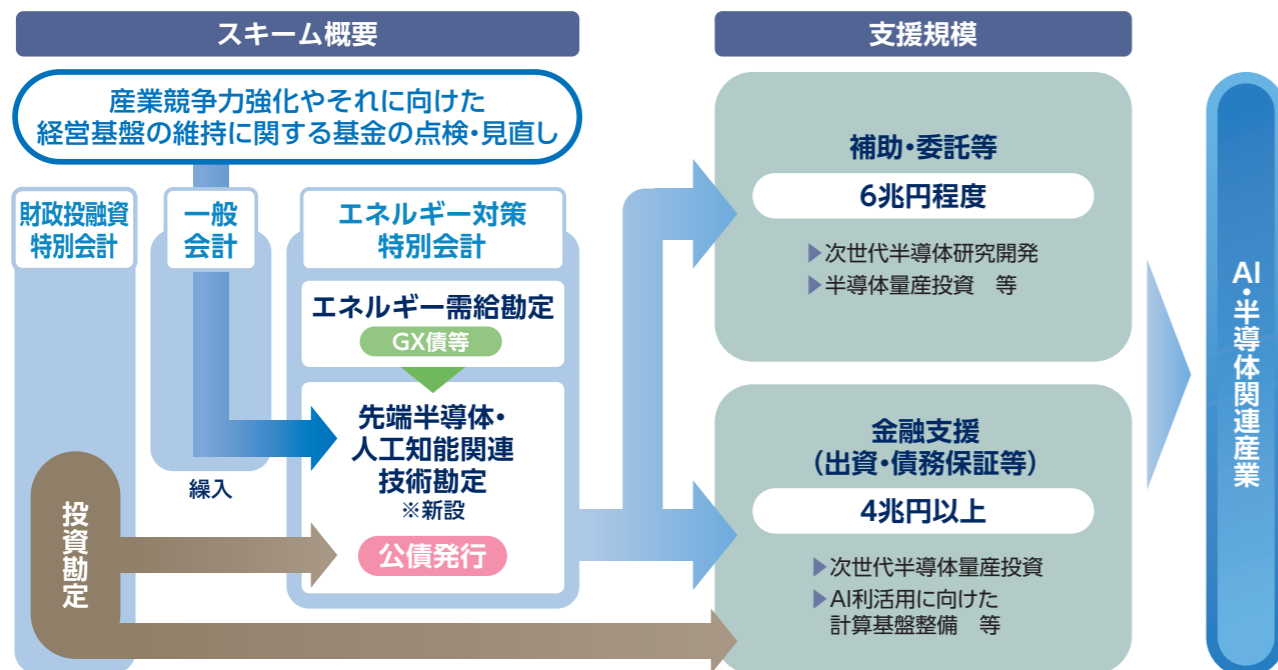 スキーム概要
産業競争力強化やそれに向けた
経営基盤の維持に関する基金の点検・見直し
財政投融資
特別会計
一般
会計
エネルギー対策
特別会計
エネルギー需給勘定
GX債等
先端半導体・
人工知能関連
技術勘定
※新設
公債発行
繰入
投資勘定
支援規模
補助・委託等
6兆円程度
▶次世代半導体研究開発
▶半導体量産投資　等
金融支援
（出資・債務保証等）
4兆円以上
▶次世代半導体量産投資
▶AI利活用に向けた
計算基盤整備　等
AI・半導体関連産業